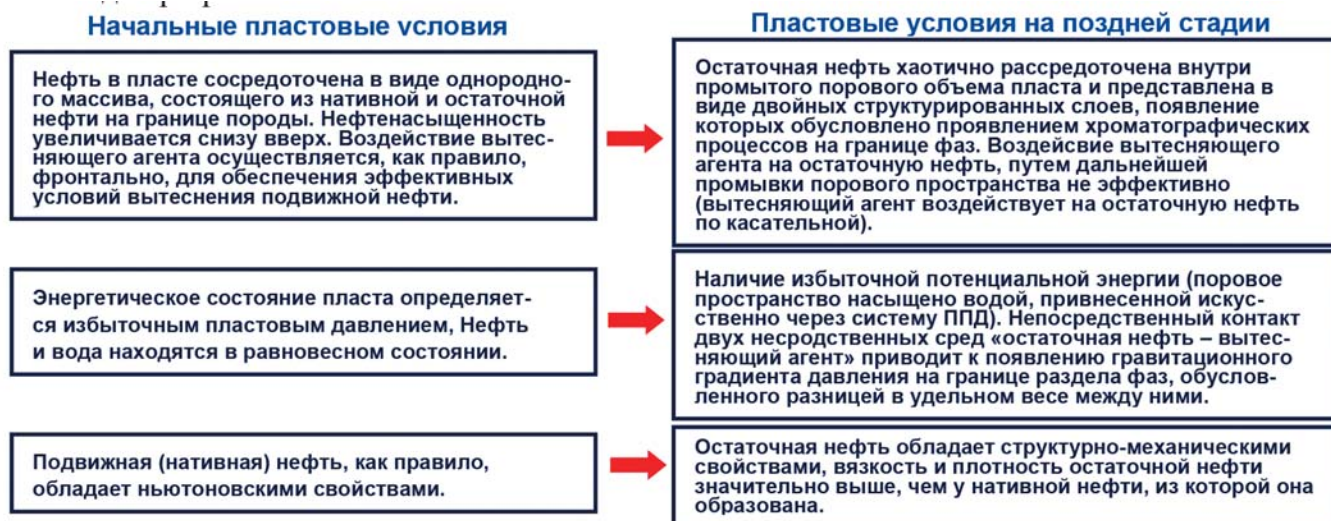 Начальные пластовые условия
Нефть в пласте сосредоточена в виде однородно-
го массива, состоящего из нативной и остаточной
нефти на границе породы. Нефтенасыщенность
увеличивается снизу вверх. Воздействие вытес-
няющего агента осуществляется, как правило,
фронтально, для обеспечения эффективных
условий вытеснения подвижной нефти.
Пластовые условия на поздней стадии
Остаточная нефть хаотично рассредоточена внутри
промытого порового объема пласта и представлена в
виде двойных структурированных слоев, появление
которых обусловлено проявлением хроматографических
процессов на границе фаз. Воздейсвие вытесняющего
агента на остаточную нефть, путем дальнейшей
промывки порового пространства не эффективно
(вытесняющий агент воздействует на остаточную нефть
по касательной).
Энергетическое состояние пласта определяет-
ся избыточным пластовым давлением, Нефть
и вода находятся в равновесном состоянии.
Наличие избыточной потенциальной энергии (поровое
пространство насыщено водой, привнесенной искус-
ственно через систему ППД). Непосредственный контакт
двух несродственных сред «остаточная нефть – вытес-
няющий агент» приводит к появлению гравитационного
градиента давления на границе раздела фаз, обуслов-
ленного разницей в удельном весе между ними.
Подвижная (нативная) нефть, как правило,
обладает ньютоновскими свойствами.
Остаточная нефть обладает структурно-механическими
свойствами, вязкость и плотность остаточной нефти
значительно выше, чем у нативной нефти, из которой она
образована.